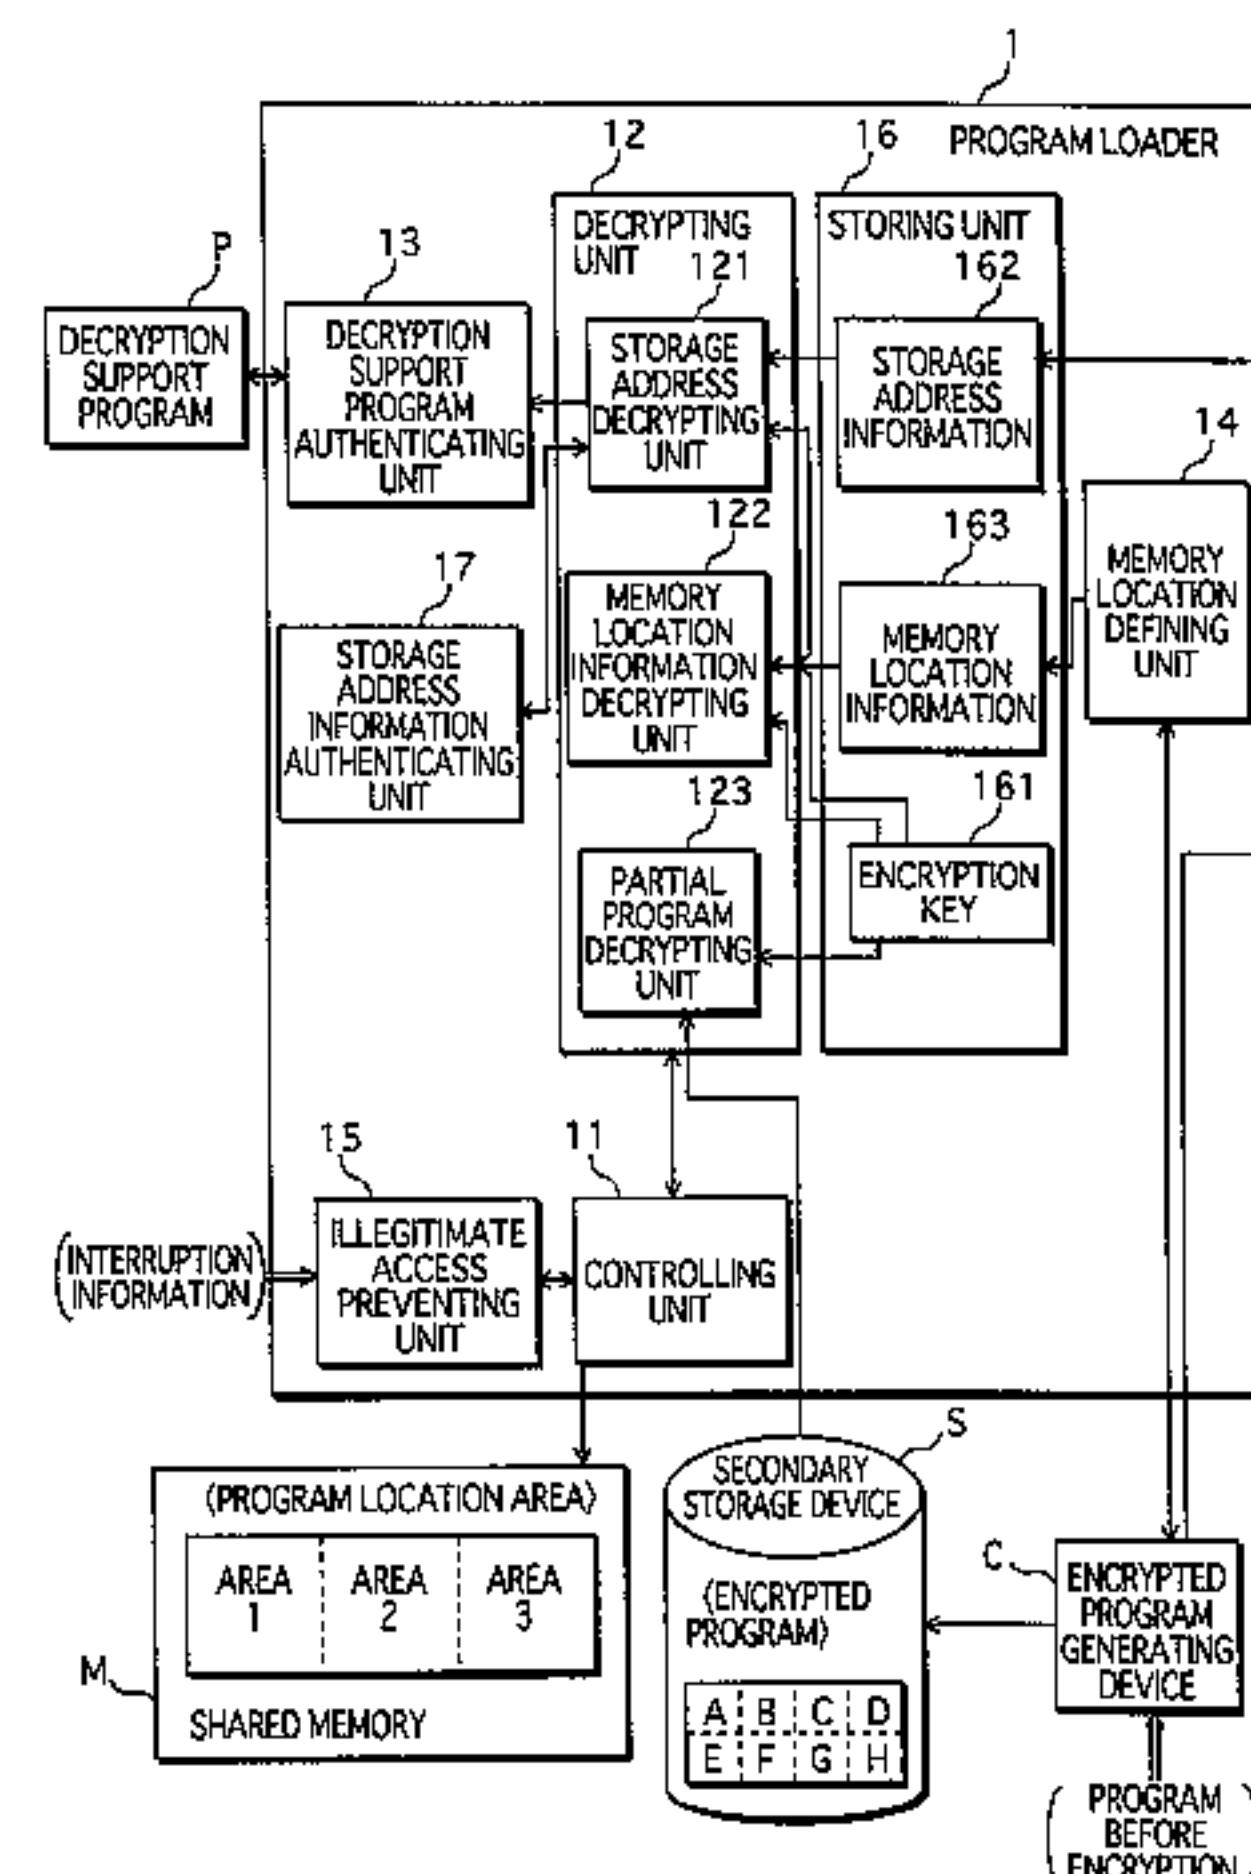 1
PROGRAM LOADER
12
16
DECRYPTING
UNIT
STORING UNIT
P
13
121
162
DECRYPTION
SUPPORT
PROGRAM
DECRYPTION
SUPPORT
PROGRAM
AUTHENTICATING
UNIT
STORAGE
ADDRESS
DECRYPTING
UNIT
STORAGE
ADDRESS
INFORMATION
14
122
163
17
MEMORY
LOCATION
DEFINING
UNIT
MEMORY
LOCATION
INFORMATION
DECRYPTING
UNIT
MEMORY
LOCATION
INFORMATION
STORAGE
ADDRESS
INFORMATION
AUTHENTICATING
UNIT
123
161
PARTIAL
PROGRAM
DECRYPTING
UNIT
ENCRYPTION
KEY
15
11
(INTERRUPTION
INFORMATION)
ILLEGITIMATE
ACCESS
PREVENTING
UNIT
CONTROLLING
UNIT
S
SECONDARY
STORAGE DEVICE
(PROGRAM LOCATION AREA)
AREA
1
AREA
2
AREA
3
C
ENCRYPTED
PROGRAM
GENERATING
DEVICE
(ENCRYPTED
PROGRAM)
M
SHARED MEMORY
A B C D
E F G H
(PROGRAM
BEFORE
ENCRYPTION